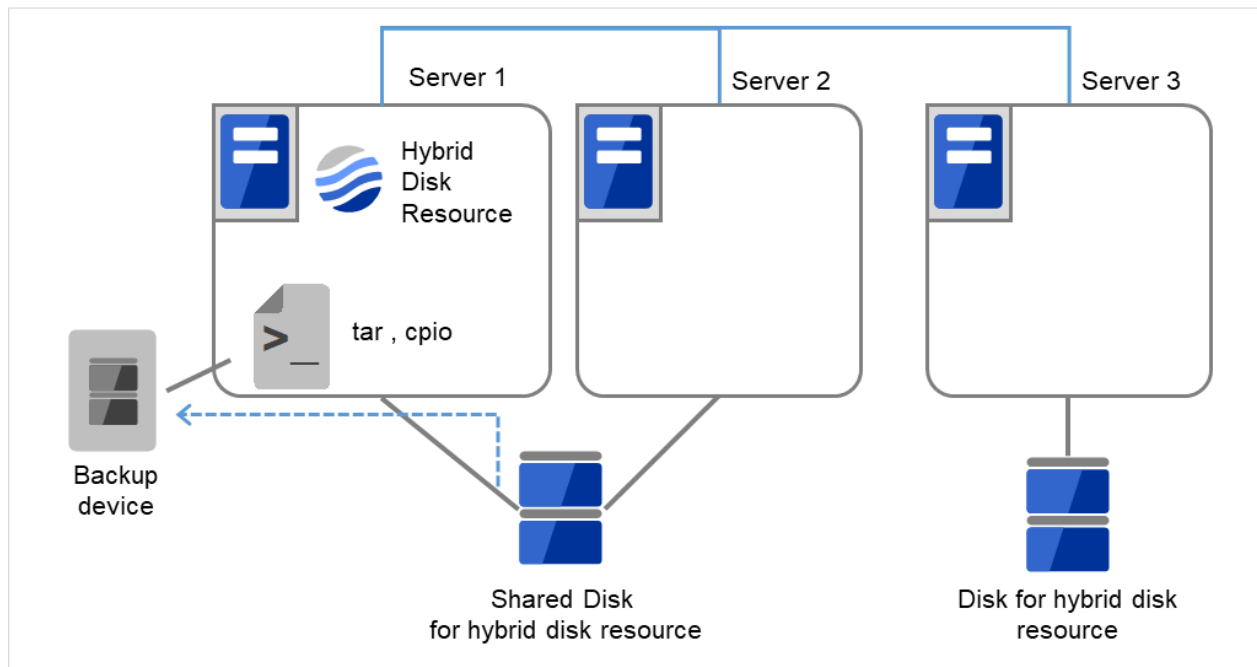 Server 1
Server 2
Server 3
Hybrid
Disk
Resource
>_
tar , cpio
Backup
device
Shared Disk
for hybrid disk resource
Disk for hybrid disk
resource